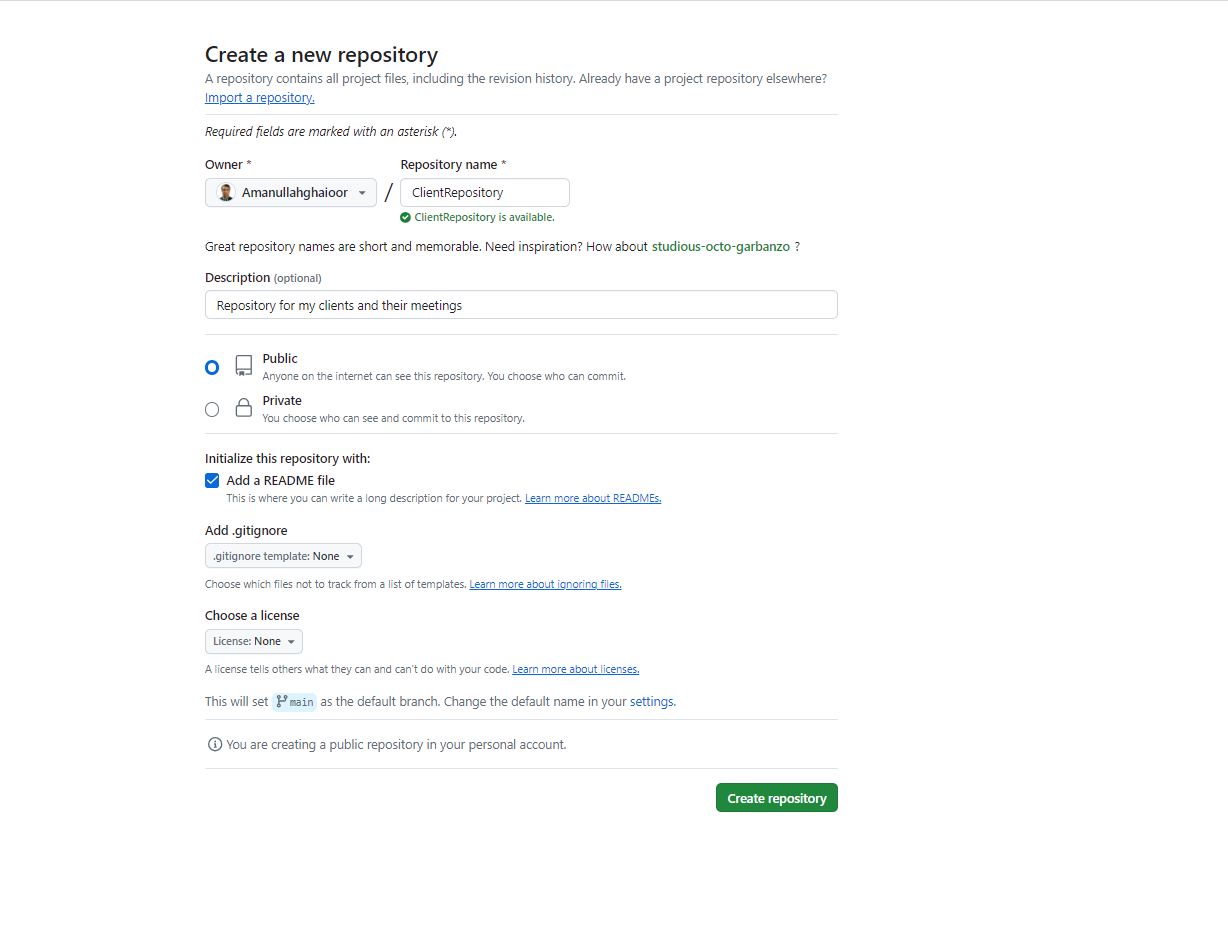 Create a new repository
A repository contains all project files, including the revision history. Already have a project repository elsewhere?
Import a repository.
Required fields are marked with an asterisk (*).
Owner * Repository name *
Amanullahghaioor / ClientRepository
ClientRepository is available.
Great repository names are short and memorable. Need inspiration? How about studious-octo-garbanzo ?
Description (optional)
Repository for my clients and their meetings
Public
Anyone on the internet can see this repository. You choose who can commit.
Private
You choose who can see and commit to this repository.
Initialize this repository with:
Add a README file
This is where you can write a long description for your project. Learn more about READMEs.
Add .gitignore
.gitignore template: None
Choose which files not to track from a list of templates. Learn more about ignoring files.
Choose a license
License: None
A license tells others what they can and can't do with your code. Learn more about licenses.
This will set main as the default branch. Change the default name in your settings.
You are creating a public repository in your personal account.
Create repository